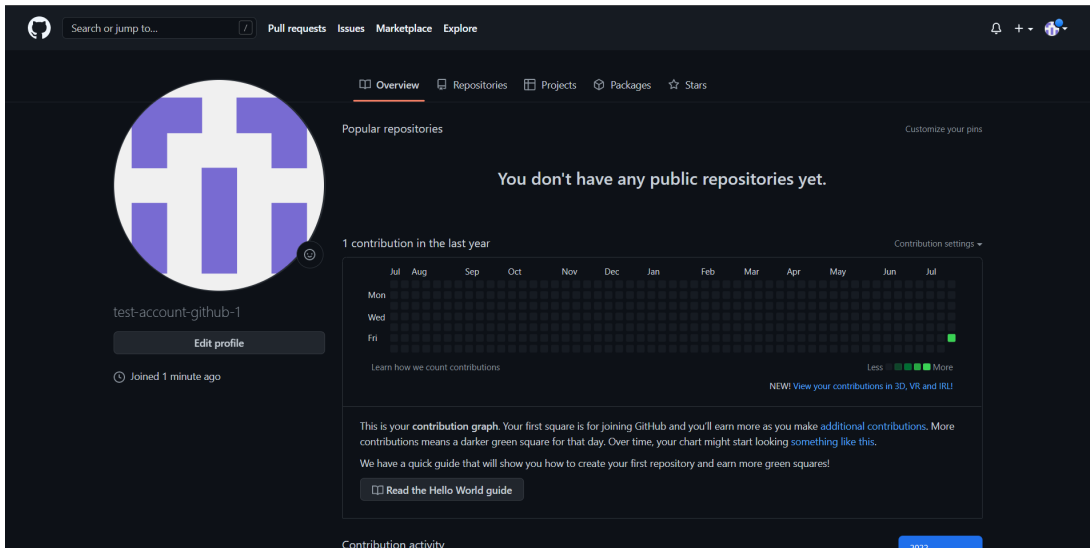 Search or jump to... /
Pull requests Issues Marketplace Explore
Overview Repositories Projects Packages Stars
Popular repositories
Customize your pins
You don't have any public repositories yet.
1 contribution in the last year
Contribution settings
Jul Aug Sep Oct Nov Dec Jan Feb Mar Apr May Jun Jul
Mon
Wed
Fri
Learn how we count contributions
Less More
NEW! View your contributions in 3D, VR and IRL!
test-account-github-1
Edit profile
Joined 1 minute ago
This is your contribution graph. Your first square is for joining GitHub and you'll earn more as you make additional contributions. More
contributions means a darker green square for that day. Over time, your chart might start looking something like this.
We have a quick guide that will show you how to create your first repository and earn more green squares!
Read the Hello World guide
Contribution activity
2022